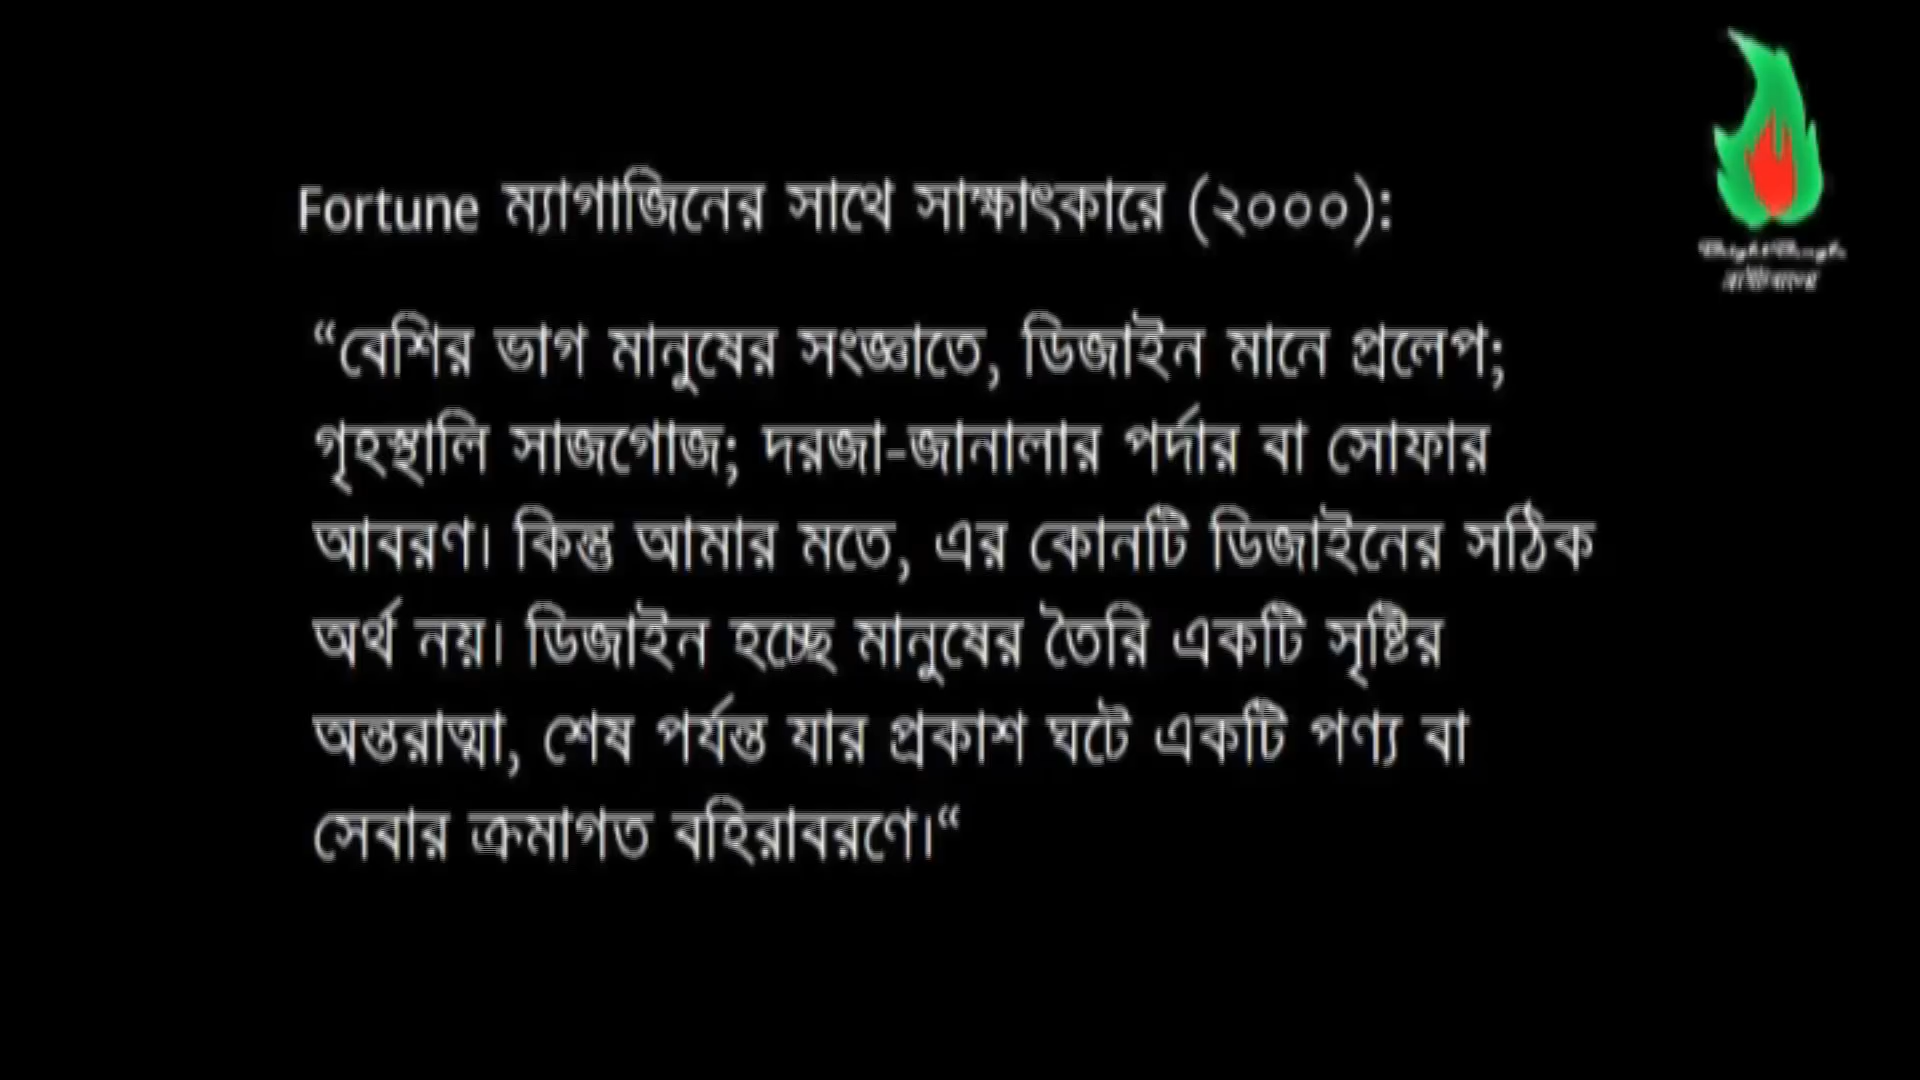 Fortune ম্যাগাজিনের সাথে সাক্ষাৎকারে (২০০০):
“বেশির ভাগ মানুষের সংজ্ঞাতে, ডিজাইন মানে প্রলেপ;
গৃহস্থালি সাজগোজ; দরজা-জানালার পর্দার বা সোফার
আবরণ। কিন্তু আমার মতে, এর কোনটি ডিজাইনের সঠিক
অর্থ নয়। ডিজাইন হচ্ছে মানুষের তৈরি একটি সৃষ্টির
অন্তরাত্মা, শেষ পর্যন্ত যার প্রকাশ ঘটে একটি পণ্য বা
সেবার ক্রমাগত বহিরাবরণে।“